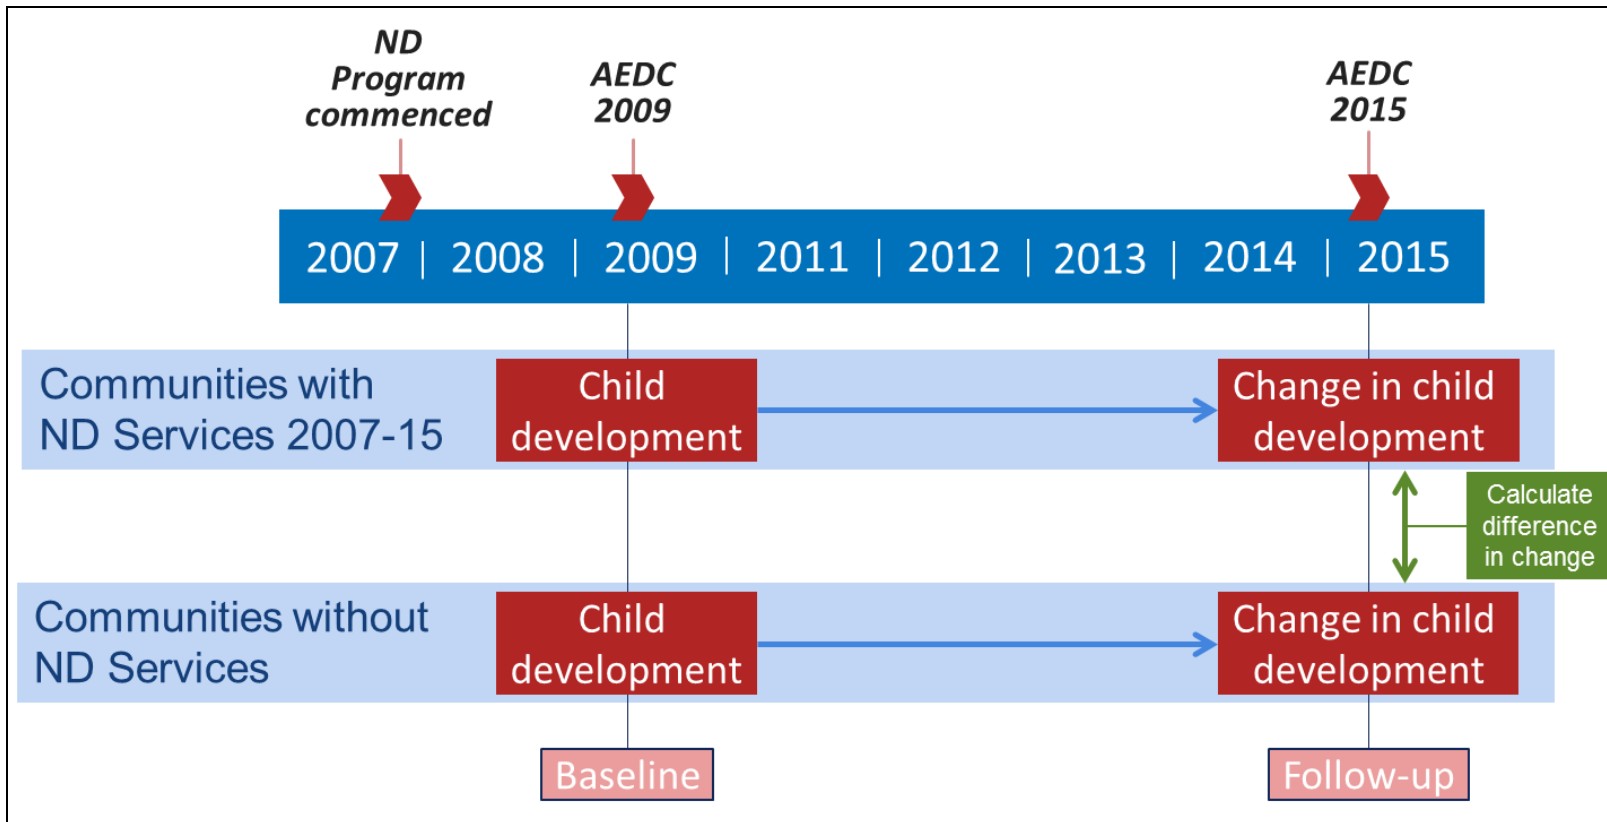 ND
Program
commenced
AEDC
2009
AEDC
2015
2007 | 2008 | 2009 | 2011 | 2012 | 2013 | 2014 | 2015
Communities with
ND Services 2007-15
Child
development
Change in child
development
Calculate
difference
in change
Communities without
ND Services
Child
development
Change in child
development
Baseline
Follow-up